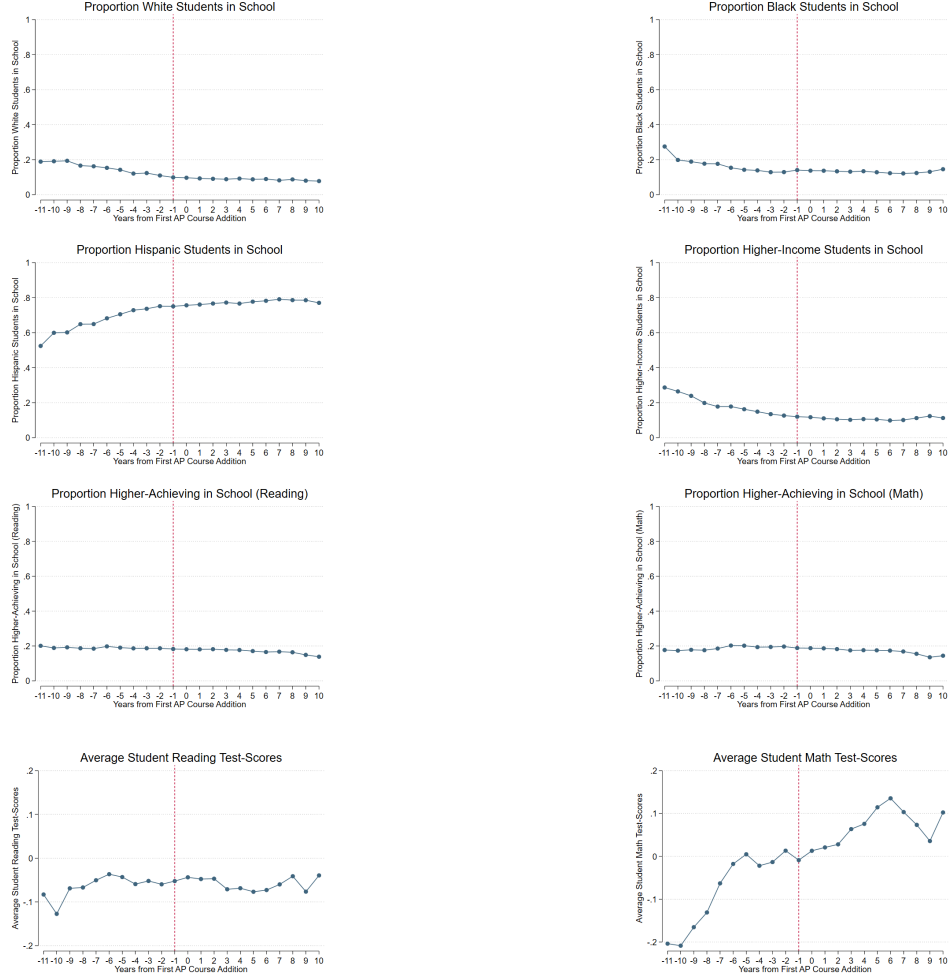 Proportion White Students in School
Proportion White Students in School
1
.8
.6
.4
.2
0
-11 -10 -9 -8 -7 -6 -5 -4 -3 -2 -1 0 1 2 3 4 5 6 7 8 9 10
Years from First AP Course Addition
Proportion Black Students in School
Proportion Black Students in School
1
.8
.6
.4
.2
0
-11 -10 -9 -8 -7 -6 -5 -4 -3 -2 -1 0 1 2 3 4 5 6 7 8 9 10
Years from First AP Course Addition
Proportion Hispanic Students in School
Proportion Hispanic Students in School
1
.8
.6
.4
.2
0
-11 -10 -9 -8 -7 -6 -5 -4 -3 -2 -1 0 1 2 3 4 5 6 7 8 9 10
Years from First AP Course Addition
Proportion Higher-Income Students in School
Proportion Higher-Income Students in School
1
.8
.6
.4
.2
0
-11 -10 -9 -8 -7 -6 -5 -4 -3 -2 -1 0 1 2 3 4 5 6 7 8 9 10
Years from First AP Course Addition
Proportion Higher-Achieving in School (Reading)
Proportion Higher-Achieving in School (Reading)
1
.8
.6
.4
.2
0
-11 -10 -9 -8 -7 -6 -5 -4 -3 -2 -1 0 1 2 3 4 5 6 7 8 9 10
Years from First AP Course Addition
Proportion Higher-Achieving in School (Math)
Proportion Higher-Achieving in School (Math)
1
.8
.6
.4
.2
0
-11 -10 -9 -8 -7 -6 -5 -4 -3 -2 -1 0 1 2 3 4 5 6 7 8 9 10
Years from First AP Course Addition
Average Student Reading Test-Scores
Average Student Reading Test-Scores
.2
.1
0
-.1
-.2
-11 -10 -9 -8 -7 -6 -5 -4 -3 -2 -1 0 1 2 3 4 5 6 7 8 9 10
Years from First AP Course Addition
Average Student Math Test-Scores
Average Student Math Test-Scores
.2
.1
0
-.1
-.2
-11 -10 -9 -8 -7 -6 -5 -4 -3 -2 -1 0 1 2 3 4 5 6 7 8 9 10
Years from First AP Course Addition